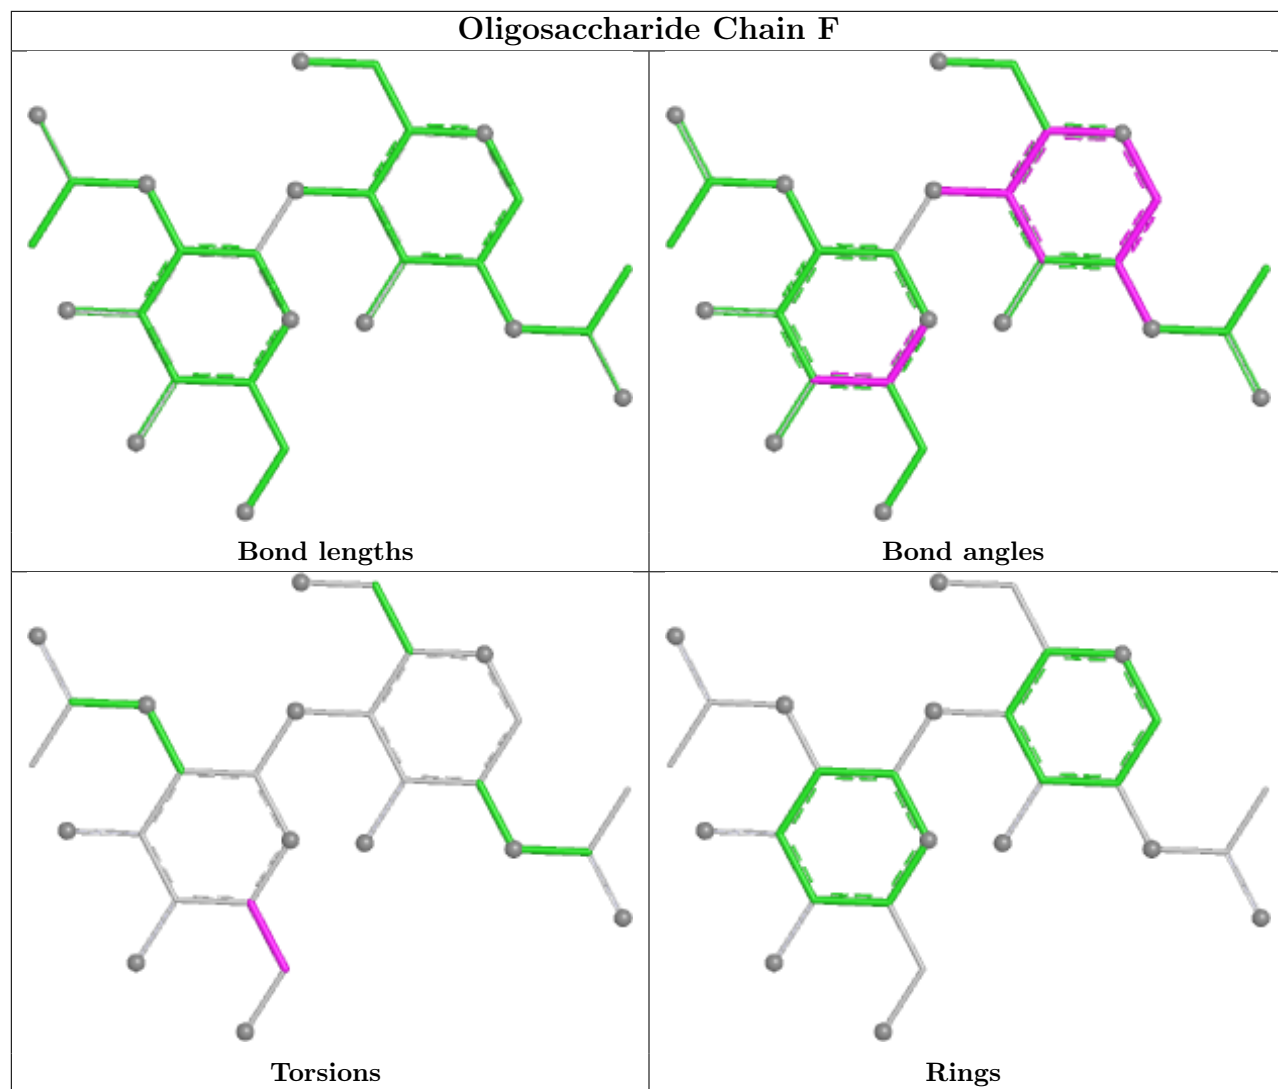 Oligosaccharide Chain F
Bond lengths
Bond angles
Torsions
Rings